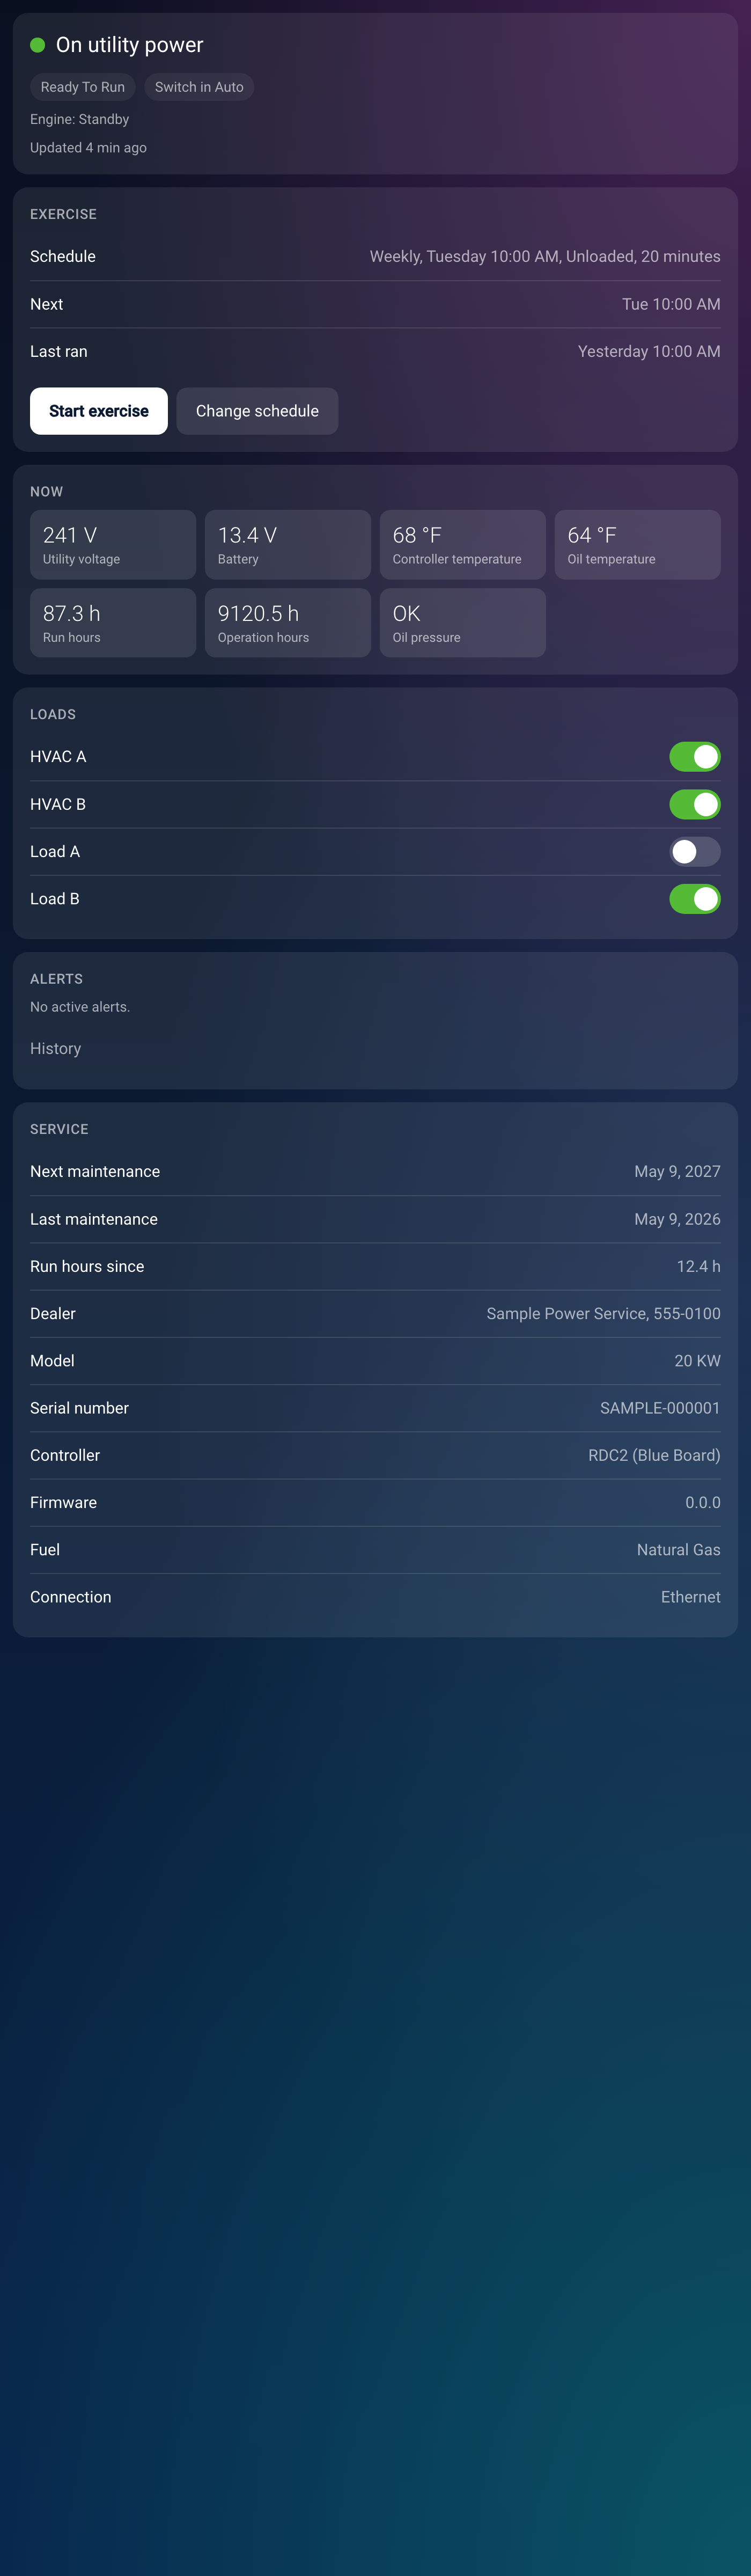 On utility power
Ready To Run Switch in Auto
Engine: Standby
Updated 4 min ago
EXERCISE
Schedule Weekly, Tuesday 10:00 AM, Unloaded, 20 minutes
Next Tue 10:00 AM
Last ran Yesterday 10:00 AM
Start exercise Change schedule
NOW
241 V 13.4 V 68 °F 64 °F
Utility voltage Battery Controller temperature Oil temperature
87.3 h 9120.5 h OK
Run hours Operation hours Oil pressure
LOADS
HVAC A
HVAC B
Load A
Load B
ALERTS
No active alerts.
History
SERVICE
Next maintenance May 9, 2027
Last maintenance May 9, 2026
Run hours since 12.4 h
Dealer Sample Power Service, 555-0100
Model 20 KW
Serial number SAMPLE-000001
Controller RDC2 (Blue Board)
Firmware 0.0.0
Fuel Natural Gas
Connection Ethernet